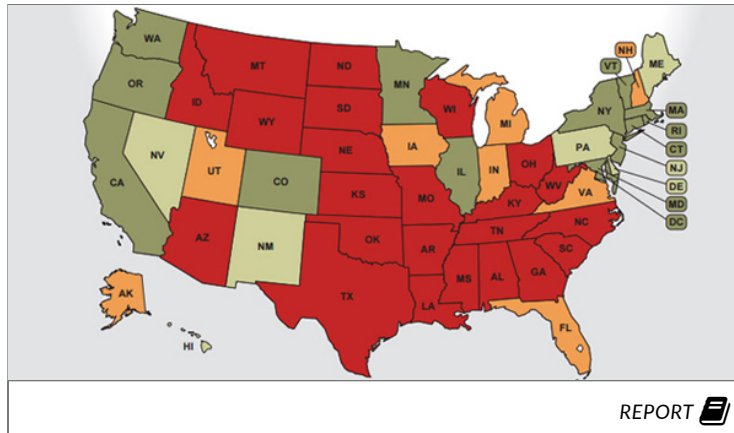 WA
MT
ND
MN
OR
ID
WY
SD
WI
MI
NH
VT
ME
NY
MA
RI
CT
NJ
DE
MD
DC
NV
UT
CO
NE
IA
IL
IN
OH
PA
CA
KS
MO
KY
WV
VA
AZ
NM
OK
AR
TN
NC
SC
TX
LA
MS
AL
GA
FL
AK
HI
REPORT